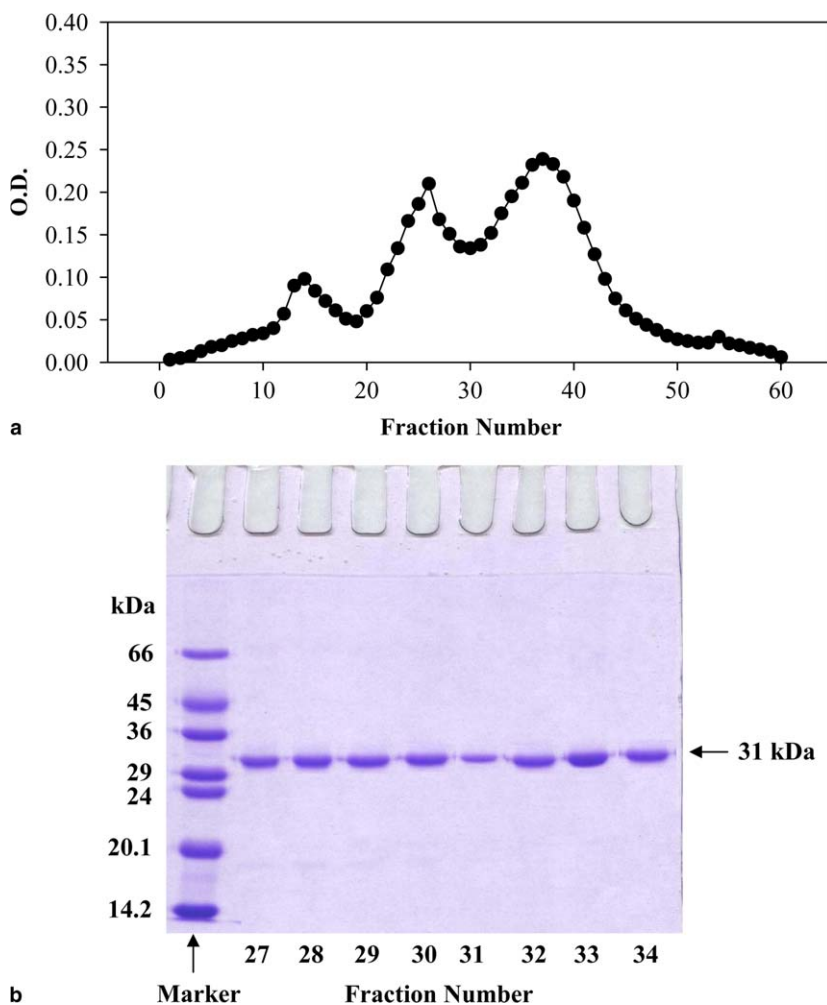 0.40
0.35
0.30
0.25
0.20
0.15
0.10
0.05
0.00
O.D.
0 10 20 30 40 50 60
Fraction Number
a
kDa
66
45
36
29
24
20.1
14.2
31 kDa
27 28 29 30 31 32 33 34
b Marker Fraction Number